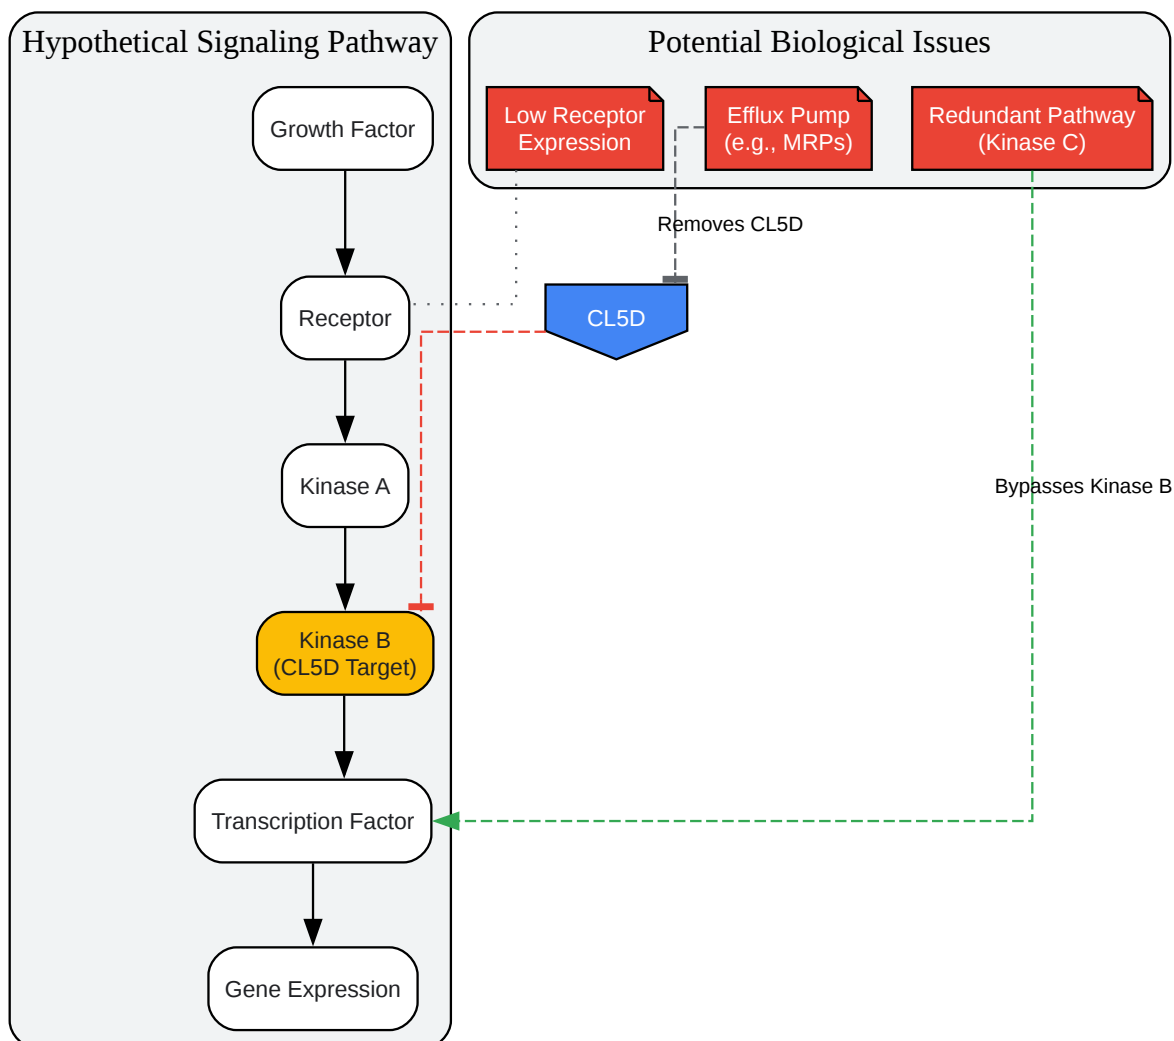 Hypothetical Signaling Pathway
Growth Factor
Receptor
Kinase A
Kinase B
(CL5D Target)
Transcription Factor
Gene Expression
Potential Biological Issues
Low Receptor
Expression
Efflux Pump
(e.g., MRPs)
Redundant Pathway
(Kinase C)
Removes CL5D
CL5D
Bypasses Kinase B